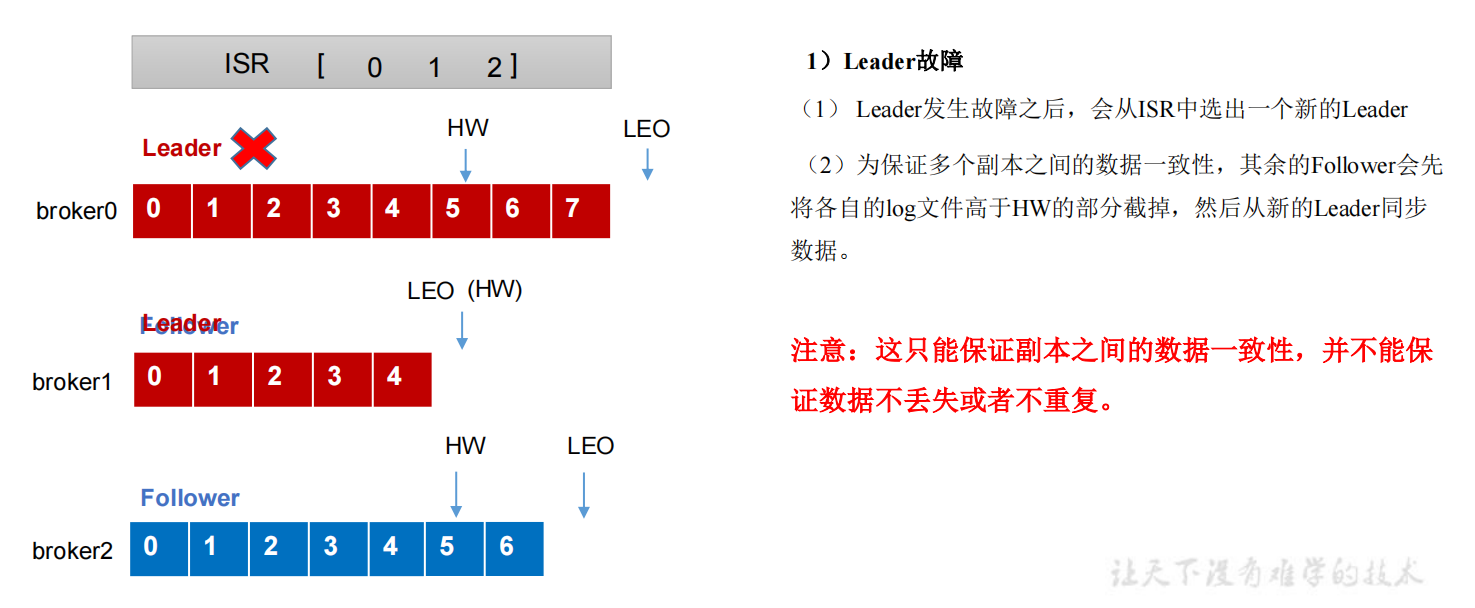 ISR [ 0 1 2 ]
HW
LEO
Leader
broker0 0 1 2 3 4 5 6 7
LEO (HW)
Follower
Leader
broker1 0 1 2 3 4
HW
LEO
Follower
broker2 0 1 2 3 4 5 6
1）Leader故障
（1） Leader发生故障之后，会从ISR中选出一个新的Leader
（2）为保证多个副本之间的数据一致性，其余的Follower会先
将各自的log文件高于HW的部分截掉，然后从新的Leader同步
数据。
注意：这只能保证副本之间的数据一致性，并不能保
证数据不丢失或者不重复。
让天下没有难学的技术